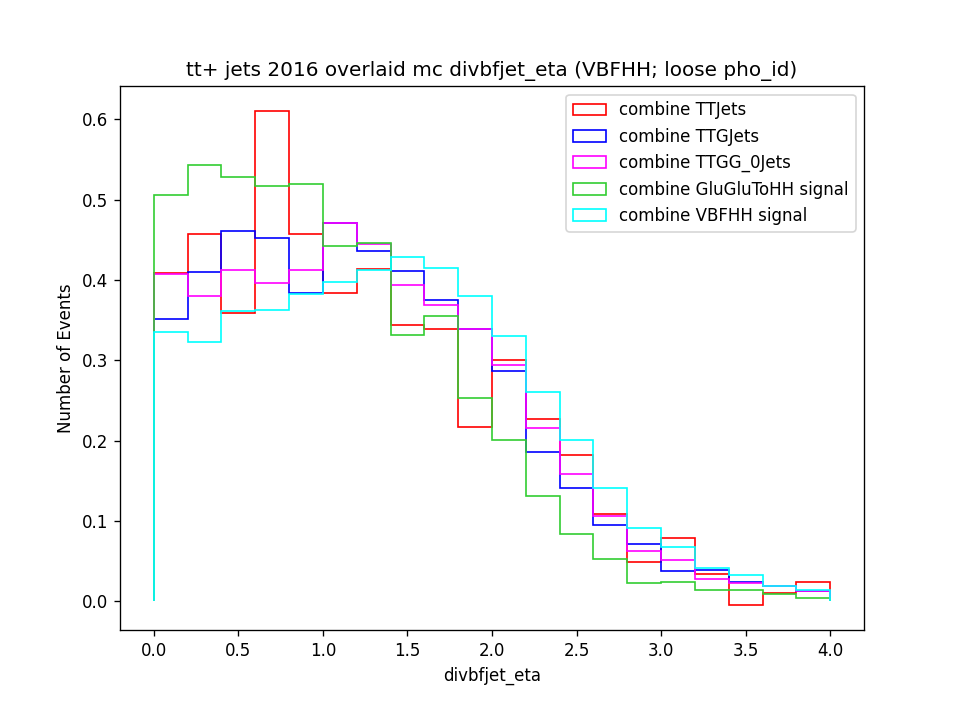 tt+ jets 2016 overlaid mc divbfjet_eta (VBFHH; loose pho_id)
combine TTJets
combine TTGJets
combine TTGG_0Jets
combine GluGluToHH signal
combine VBFHH signal
Number of Events
0.6
0.5
0.4
0.3
0.2
0.1
0.0
0.0 0.5 1.0 1.5 2.0 2.5 3.0 3.5 4.0
divbfjet_eta